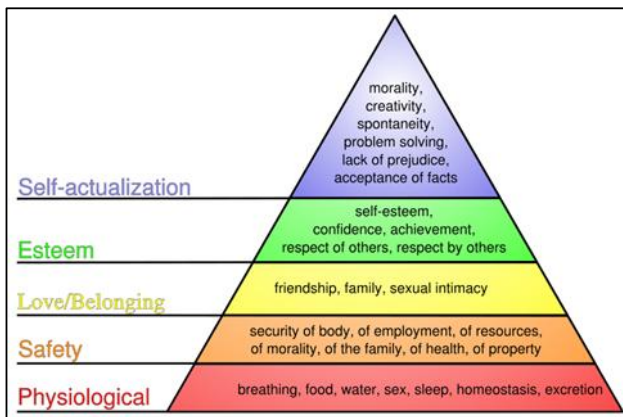 morality,
creativity,
spontaneity,
problem solving,
lack of prejudice,
acceptance of facts
Self-actualization
self-esteem,
confidence, achievement,
respect of others, respect by others
Esteem
friendship, family, sexual intimacy
Love/Belonging
security of body, of employment, of resources,
of morality, of the family, of health, of property
Safety
breathing, food, water, sex, sleep, homeostasis, excretion
Physiological